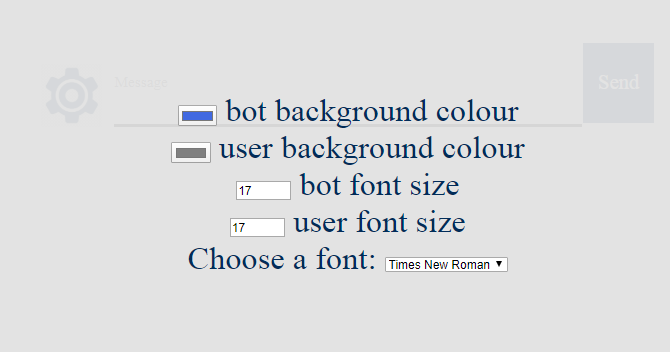 Message
Send
bot background colour
user background colour
17 bot font size
17 user font size
Choose a font: Times New Roman